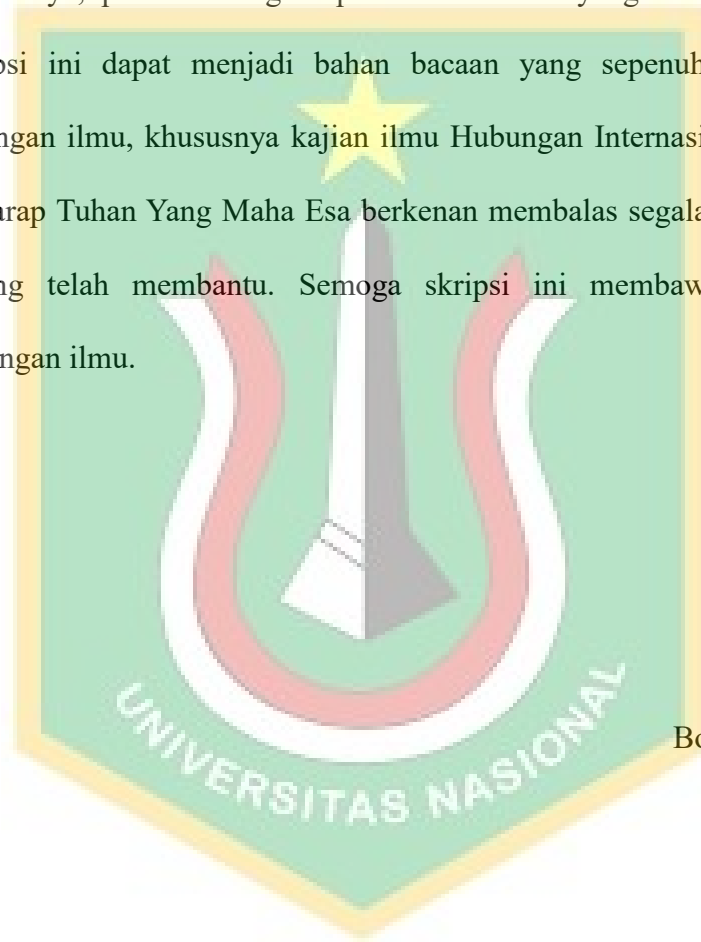 psi ini dapat menjadi bahan bacaan yang sepenuh
ngan ilmu, khususnya kajian ilmu Hubungan Internasi
arap Tuhan Yang Maha Esa berkenan membalas segala
ng telah membantu. Semoga skripsi ini membaw
ngan ilmu.
Bo
UNIVERSITAS NASIONAL